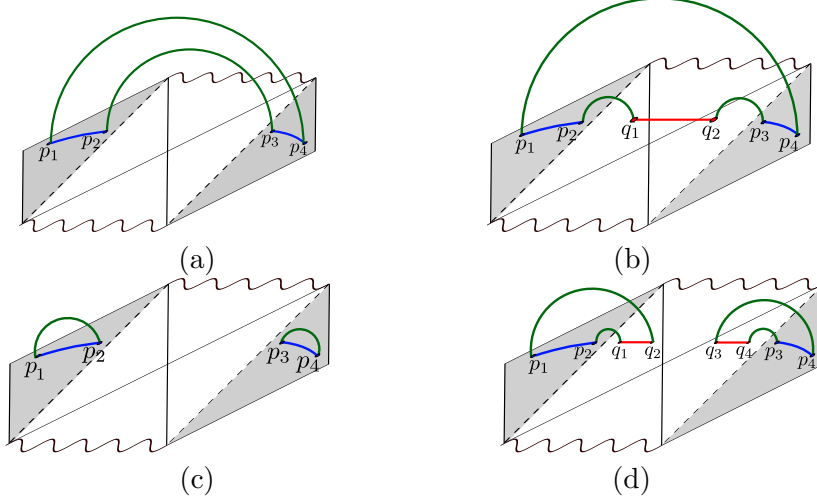 p₁ p₂ p₃ p₄
(a)
p₁ p₂ q₁ q₂ p₃ p₄
(b)
p₁ p₂ p₃ p₄
(c)
p₁ p₂ q₁ q₂ q₃ q₄ p₃ p₄
(d)